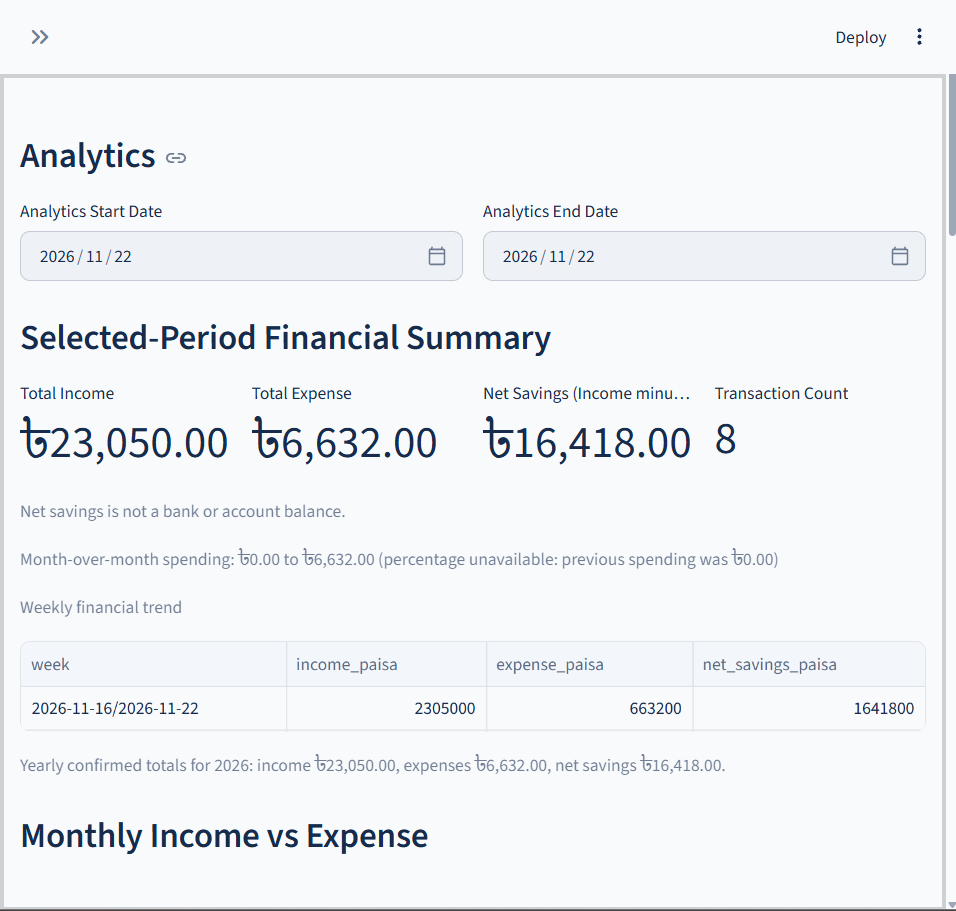 Deploy
Analytics
Analytics Start Date Analytics End Date
2026/11/22 2026/11/22
Selected-Period Financial Summary
Total Income Total Expense Net Savings (Income minu... Transaction Count
৳23,050.00 ৳6,632.00 ৳16,418.00 8
Net savings is not a bank or account balance.
Month-over-month spending: ৳0.00 to ৳6,632.00 (percentage unavailable: previous spending was ৳0.00)
Weekly financial trend
week income_paisa expense_paisa net_savings_paisa
2026-11-16/2026-11-22 2305000 663200 1641800
Yearly confirmed totals for 2026: income ৳23,050.00, expenses ৳6,632.00, net savings ৳16,418.00.
Monthly Income vs Expense